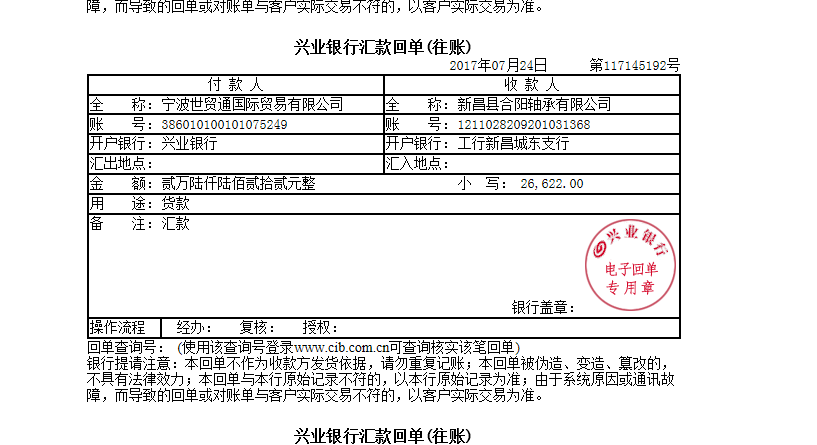 障，而导致的回单或对账单与客户实际交易不符的，以客户实际交易为准。
兴业银行汇款回单(往账)
2017年07月24日 第117145192号
付 款 人 收 款 人
全 称：宁波世贸通国际贸易有限公司 全 称：新昌县合阳轴承有限公司
账 号：386010100101075249 账 号：1211028209201031368
开户银行：兴业银行 开户银行：工行新昌城东支行
汇出地点： 汇入地点：
金 额：贰万陆仟陆佰贰拾贰元整 小 写： 26,622.00
用 途：货款
备 注：汇款
兴业银行
电子回单
专用章
银行盖章：
操作流程 经办： 复核： 授权：
回单查询号： (使用该查询号登录www.cib.com.cn可查询核实该笔回单)
银行提请注意：本回单不作为收款方发货依据，请勿重复记账；本回单被伪造、变造、篡改的，
不具有法律效力；本回单与本行原始记录不符的，以本行原始记录为准；由于系统原因或通讯故
障，而导致的回单或对账单与客户实际交易不符的，以客户实际交易为准。
兴业银行汇款回单(往账)